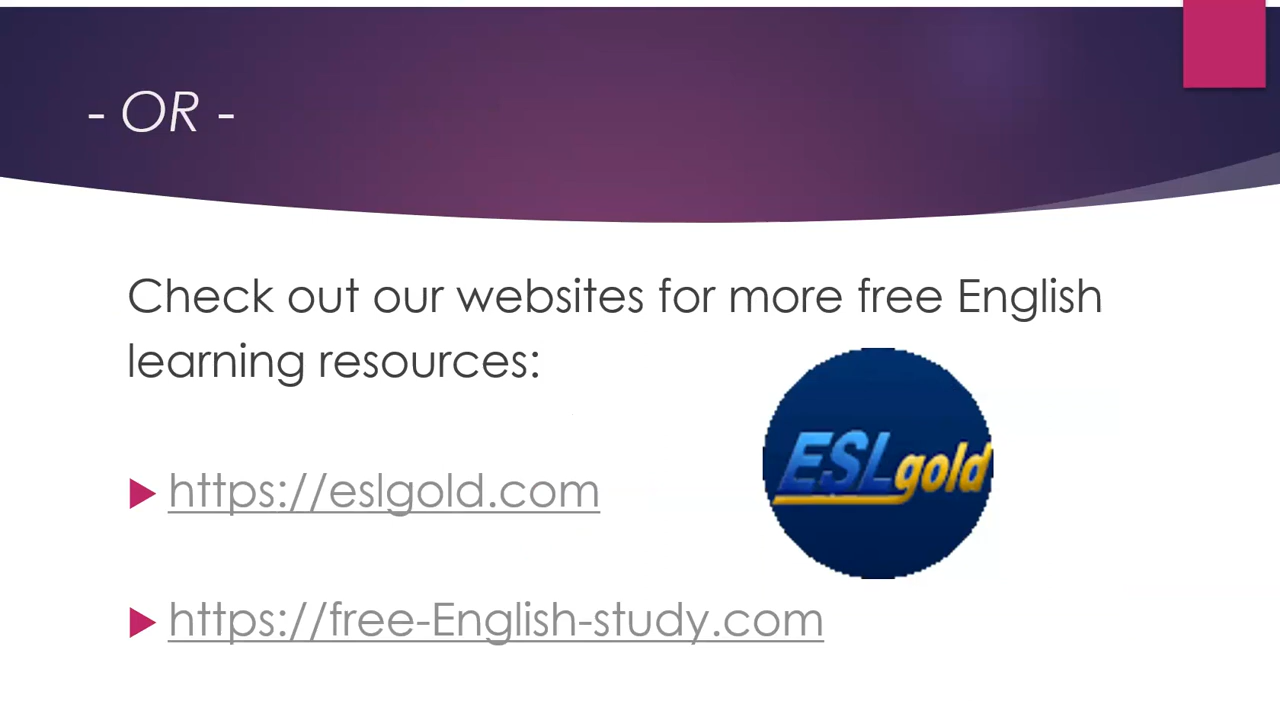 - OR -
Check out our websites for more free English
learning resources:
ESLgold
https://eslgold.com
https://free-English-study.com